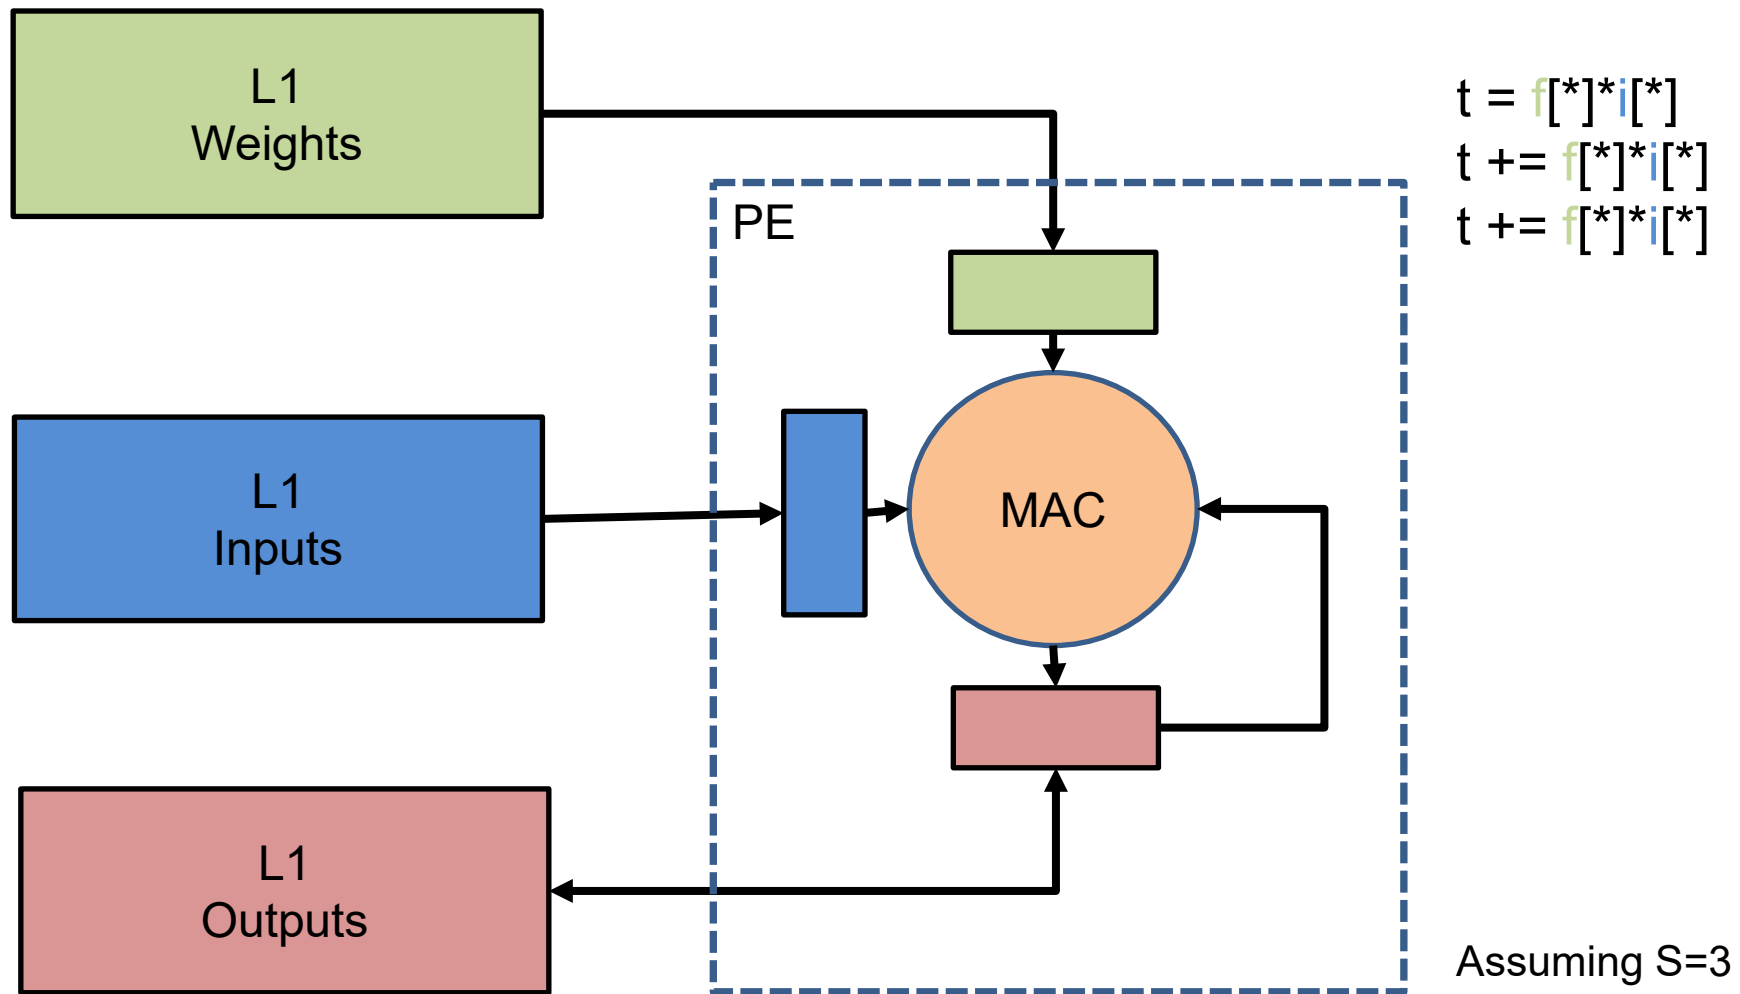 L1
Weights
t = f[*]*i[*]
t += f[*]*i[*]
t += f[*]*i[*]
PE
L1
Inputs
MAC
L1
Outputs
Assuming S=3